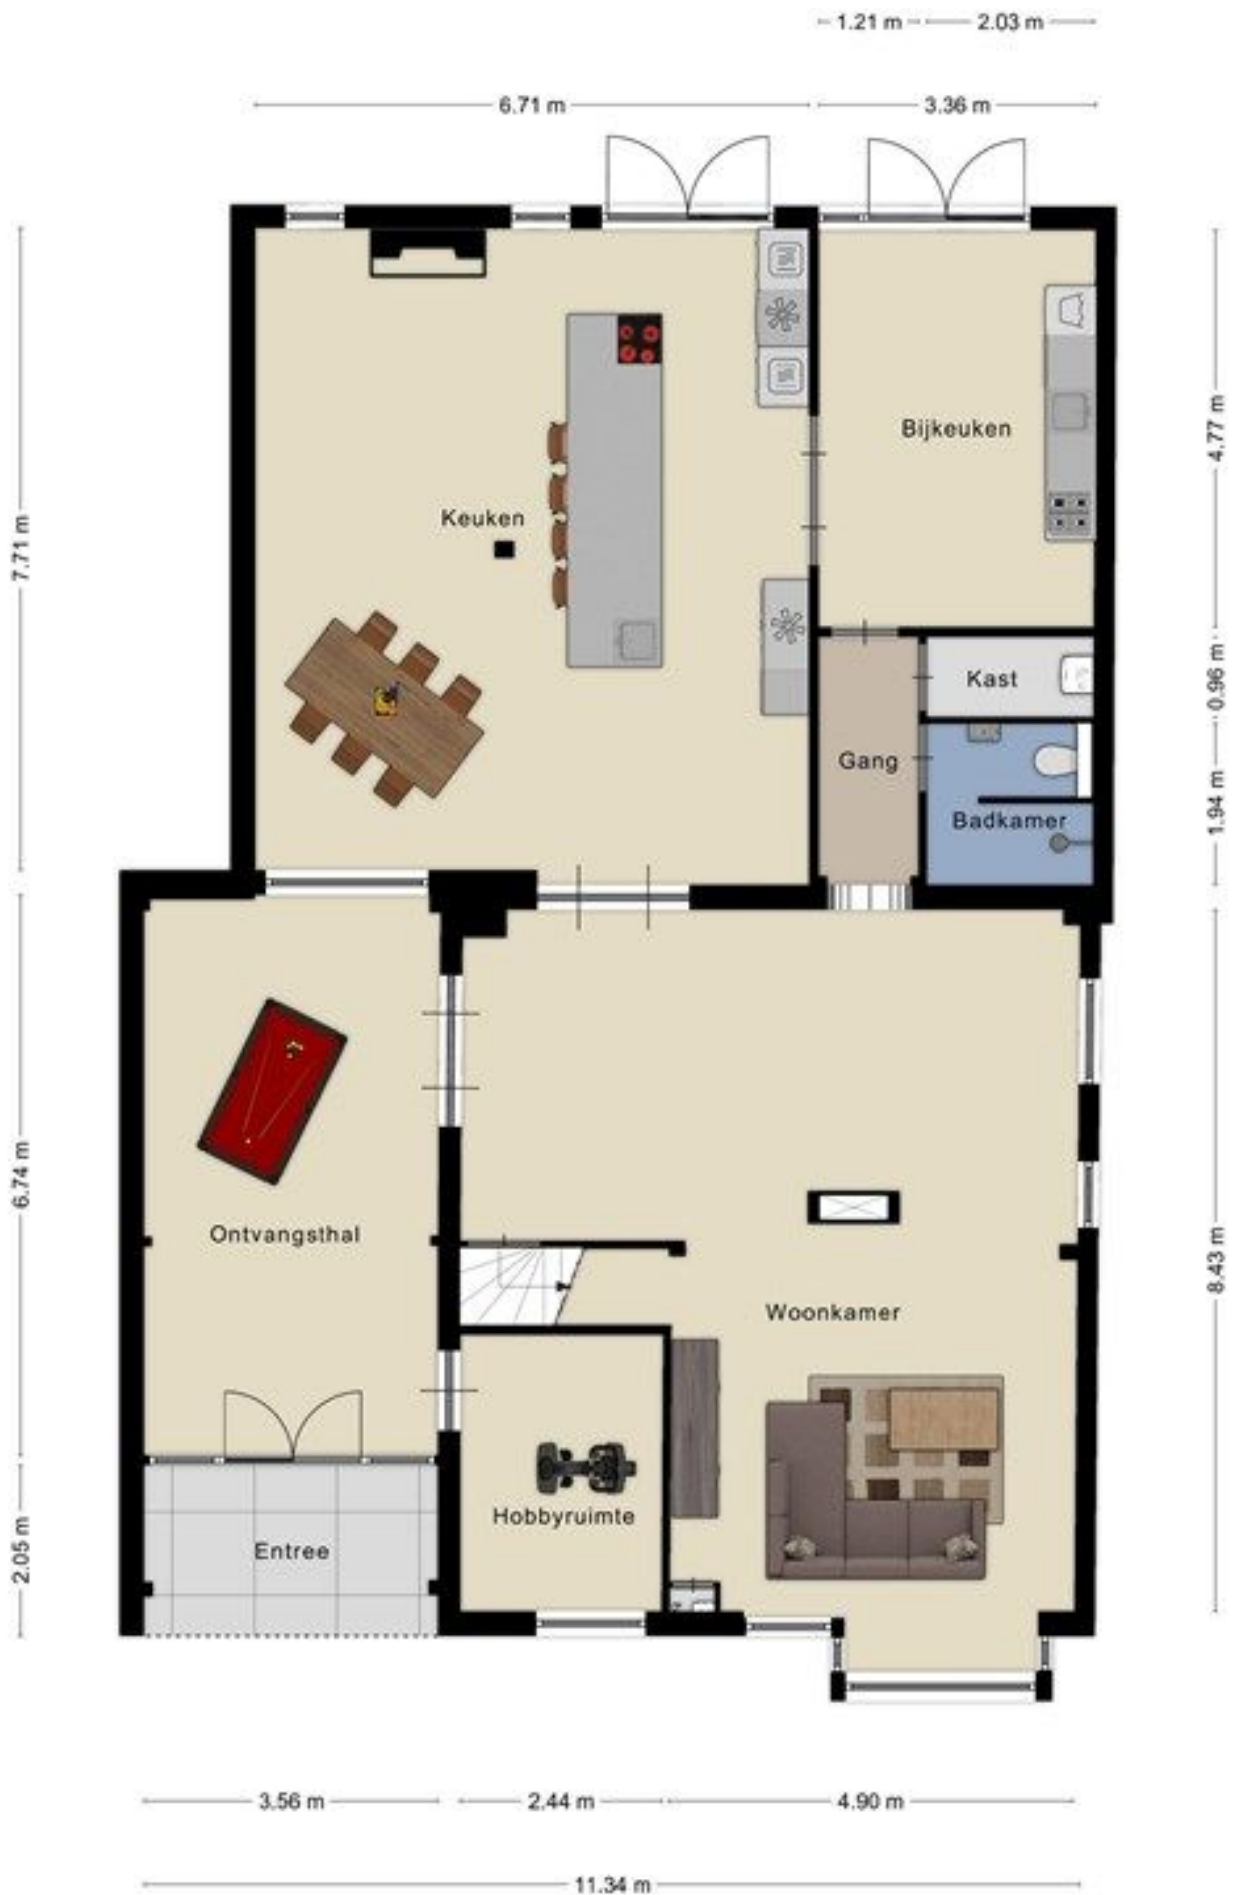 1.21 m 2.03 m
6.71 m 3.36 m
Bijkeuken
4.77 m
Keuken
7.71 m
Kast
0.96 m
Gang
1.94 m
Badkamer
6.74 m
Ontvangsthal
8.43 m
Woonkamer
Hobbyruimte
Entree
2.05 m
3.56 m 2.44 m 4.90 m
11.34 m